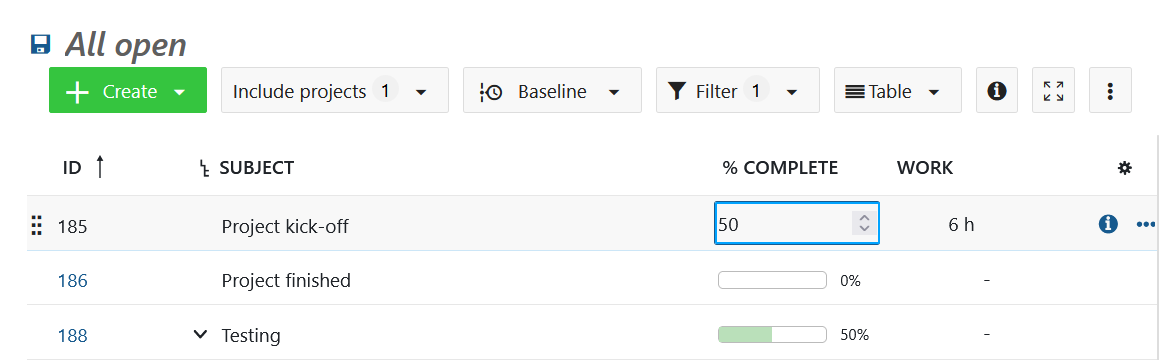 All open
Create Include projects 1 Baseline Filter 1 Table
ID SUBJECT % COMPLETE WORK
185 Project kick-off 50 6 h
186 Project finished 0% -
188 Testing 50% -